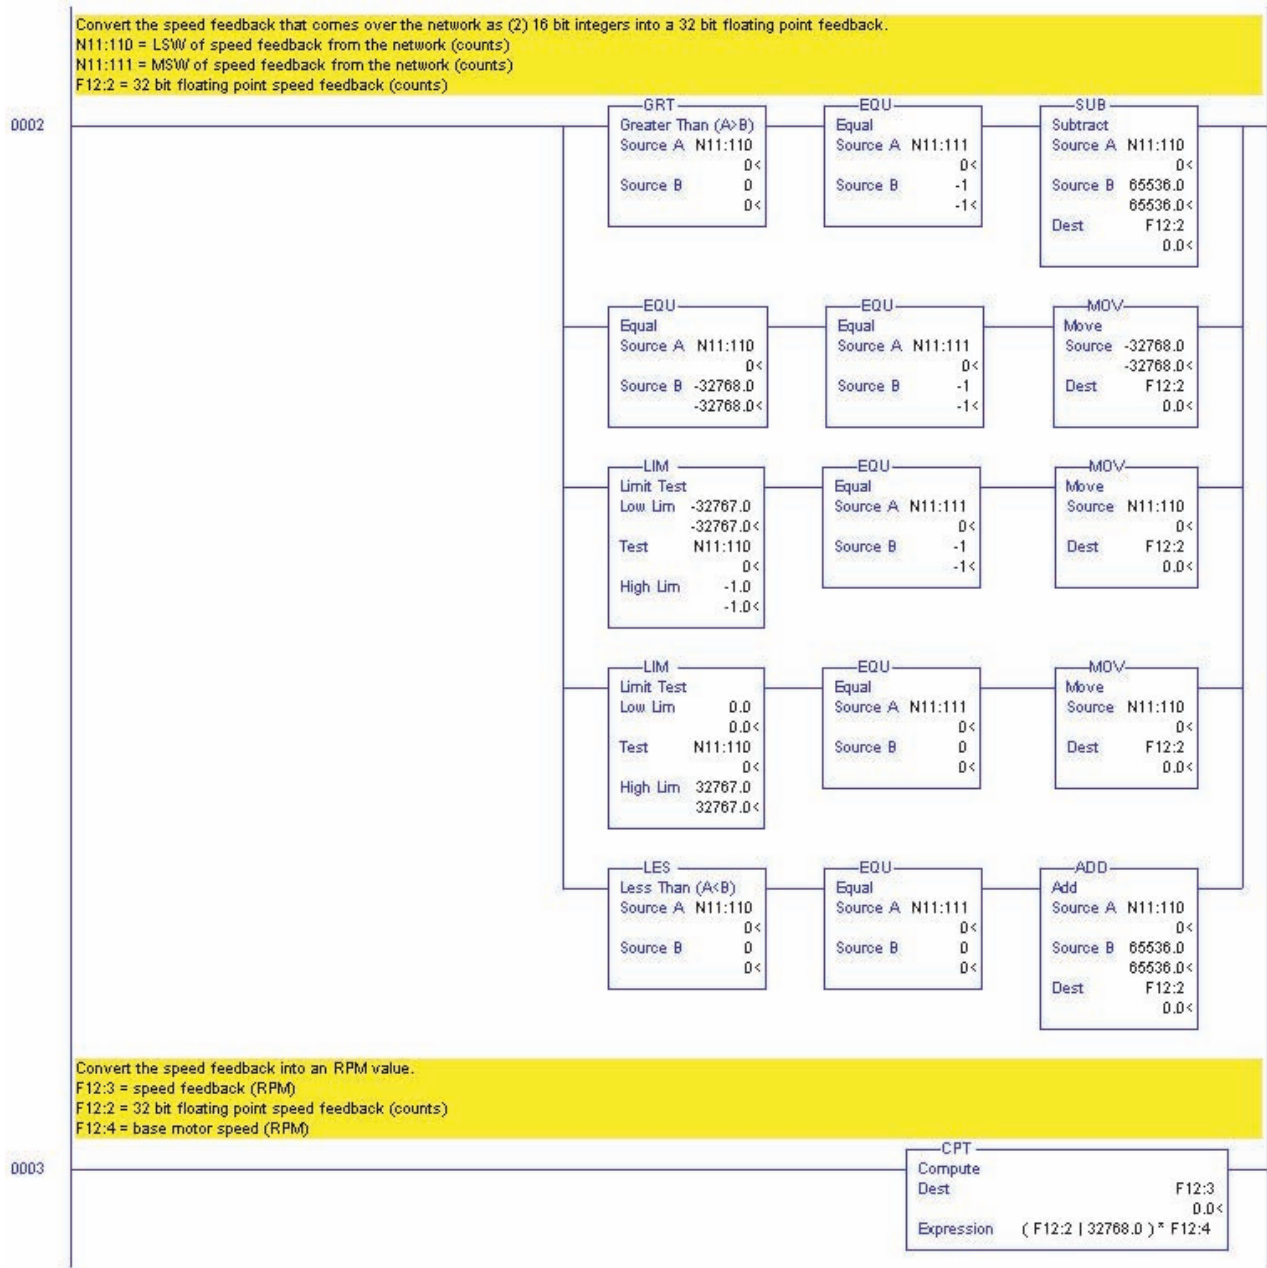 Convert the speed feedback that comes over the network as (2) 16 bit integers into a 32 bit floating point feedback.
N11:110 = LSW of speed feedback from the network (counts)
N11:111 = MSW of speed feedback from the network (counts)
F12:2 = 32 bit floating point speed feedback (counts)
0002
GRT
Greater Than (A>B)
Source A N11:110
0<
Source B 0
0<
EQU
Equal
Source A N11:111
0<
Source B -1
-1<
SUB
Subtract
Source A N11:110
0<
Source B 65536.0
65536.0<
Dest F12:2
0.0<
EQU
Equal
Source A N11:110
0<
Source B -32768.0
-32768.0<
EQU
Equal
Source A N11:111
0<
Source B -1
-1<
MOV
Move
Source -32768.0
-32768.0<
Dest F12:2
0.0<
LIM
Limit Test
Low Lim -32767.0
-32767.0<
Test N11:110
0<
High Lim -1.0
-1.0<
EQU
Equal
Source A N11:111
0<
Source B -1
-1<
MOV
Move
Source N11:110
0<
Dest F12:2
0.0<
LIM
Limit Test
Low Lim 0.0
0.0<
Test N11:110
0<
High Lim 32767.0
32767.0<
EQU
Equal
Source A N11:111
0<
Source B 0
0<
MOV
Move
Source N11:110
0<
Dest F12:2
0.0<
LES
Less Than (A<B)
Source A N11:110
0<
Source B 0
0<
EQU
Equal
Source A N11:111
0<
Source B 0
0<
ADD
Add
Source A N11:110
0<
Source B 65536.0
65536.0<
Dest F12:2
0.0<
Convert the speed feedback into an RPM value.
F12:3 = speed feedback (RPM)
F12:2 = 32 bit floating point speed feedback (counts)
F12:4 = base motor speed (RPM)
0003
CPT
Compute
Dest F12:3
0.0<
Expression ( F12:2 | 32768.0 ) * F12:4